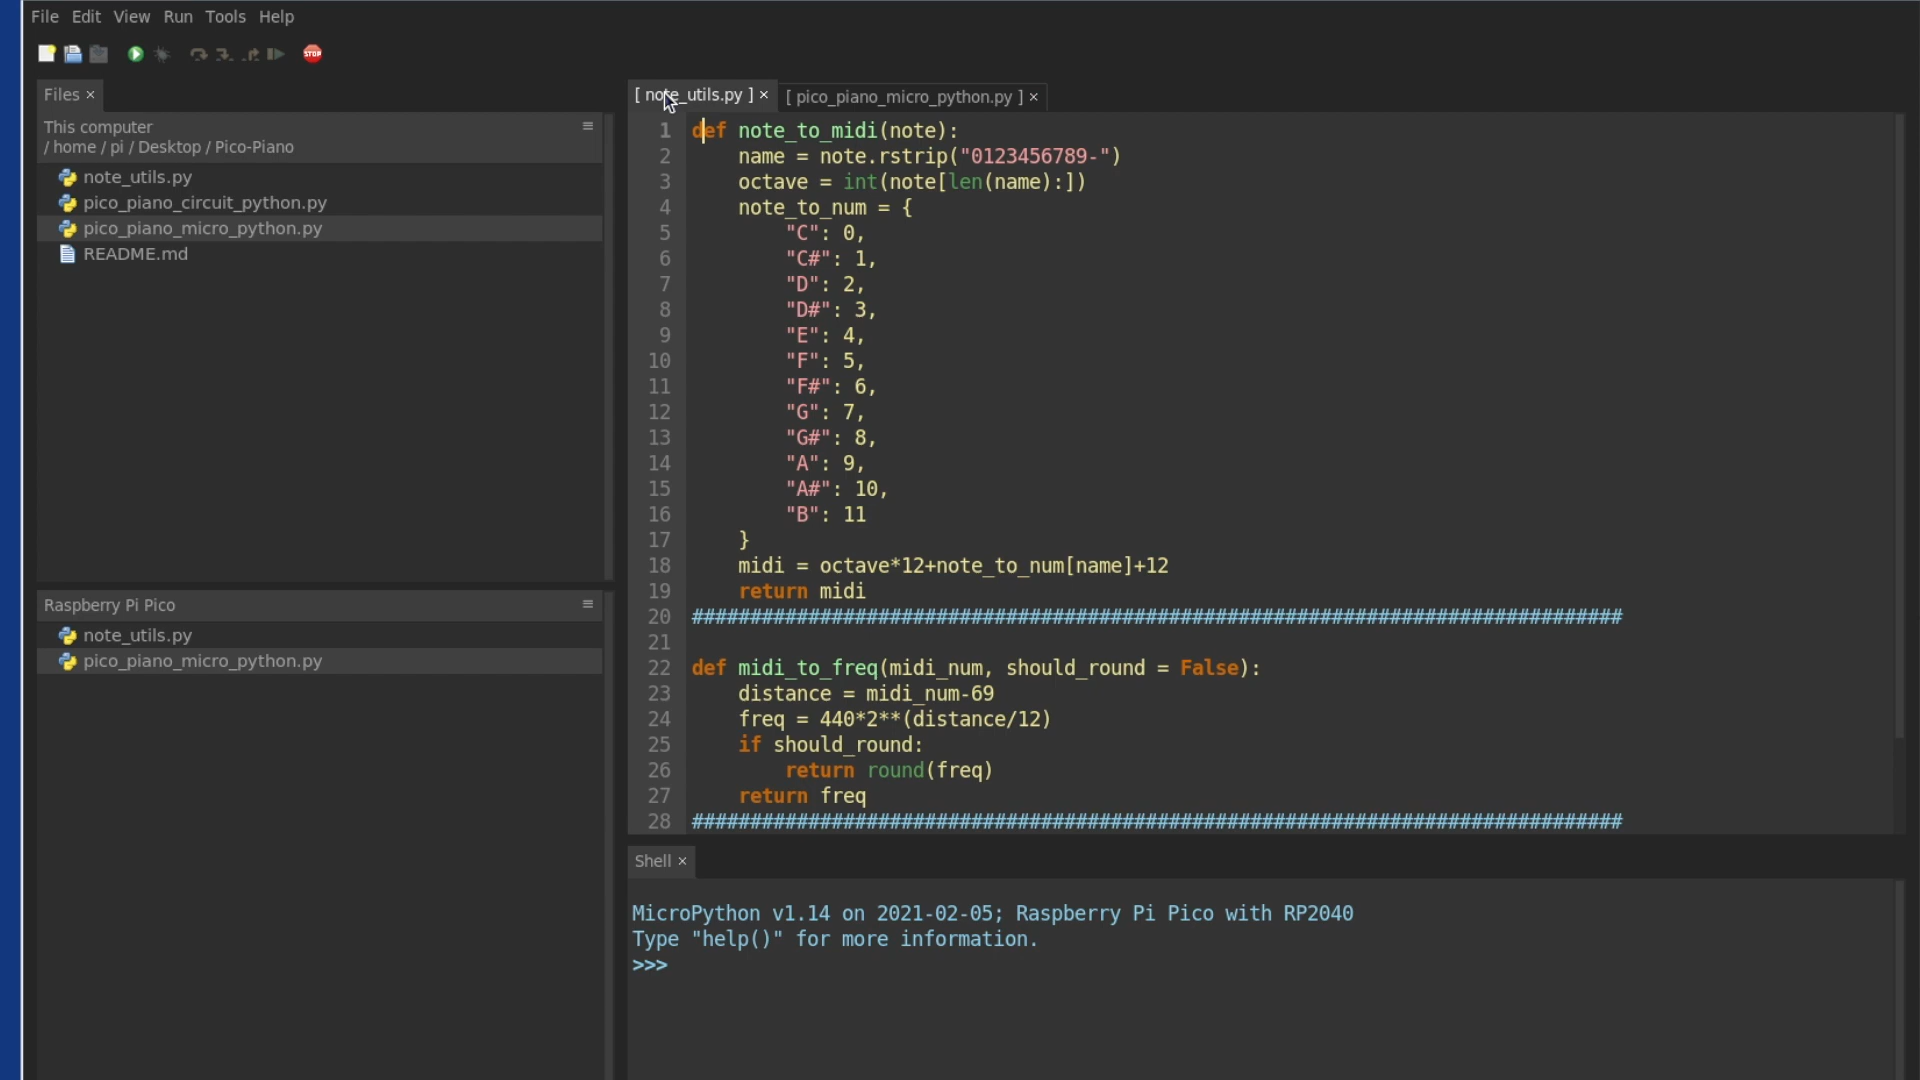 File Edit View Run Tools Help
STOP
Files ×
This computer
/ home / pi / Desktop / Pico-Piano
note_utils.py
pico_piano_circuit_python.py
pico_piano_micro_python.py
README.md
Raspberry Pi Pico
note_utils.py
pico_piano_micro_python.py
[ note_utils.py ] × [ pico_piano_micro_python.py ] ×
1 def note_to_midi(note):
2     name = note.rstrip("0123456789-")
3     octave = int(note[len(name):])
4     note_to_num = {
5         "C": 0,
6         "C#": 1,
7         "D": 2,
8         "D#": 3,
9         "E": 4,
10         "F": 5,
11         "F#": 6,
12         "G": 7,
13         "G#": 8,
14         "A": 9,
15         "A#": 10,
16         "B": 11
17     }
18     midi = octave*12+note_to_num[name]+12
19     return midi
20 ################################################################################
21
22 def midi_to_freq(midi_num, should_round = False):
23     distance = midi_num-69
24     freq = 440*2**(distance/12)
25     if should_round:
26         return round(freq)
27     return freq
28 ################################################################################
Shell ×
MicroPython v1.14 on 2021-02-05; Raspberry Pi Pico with RP2040
Type "help()" for more information.
>>>